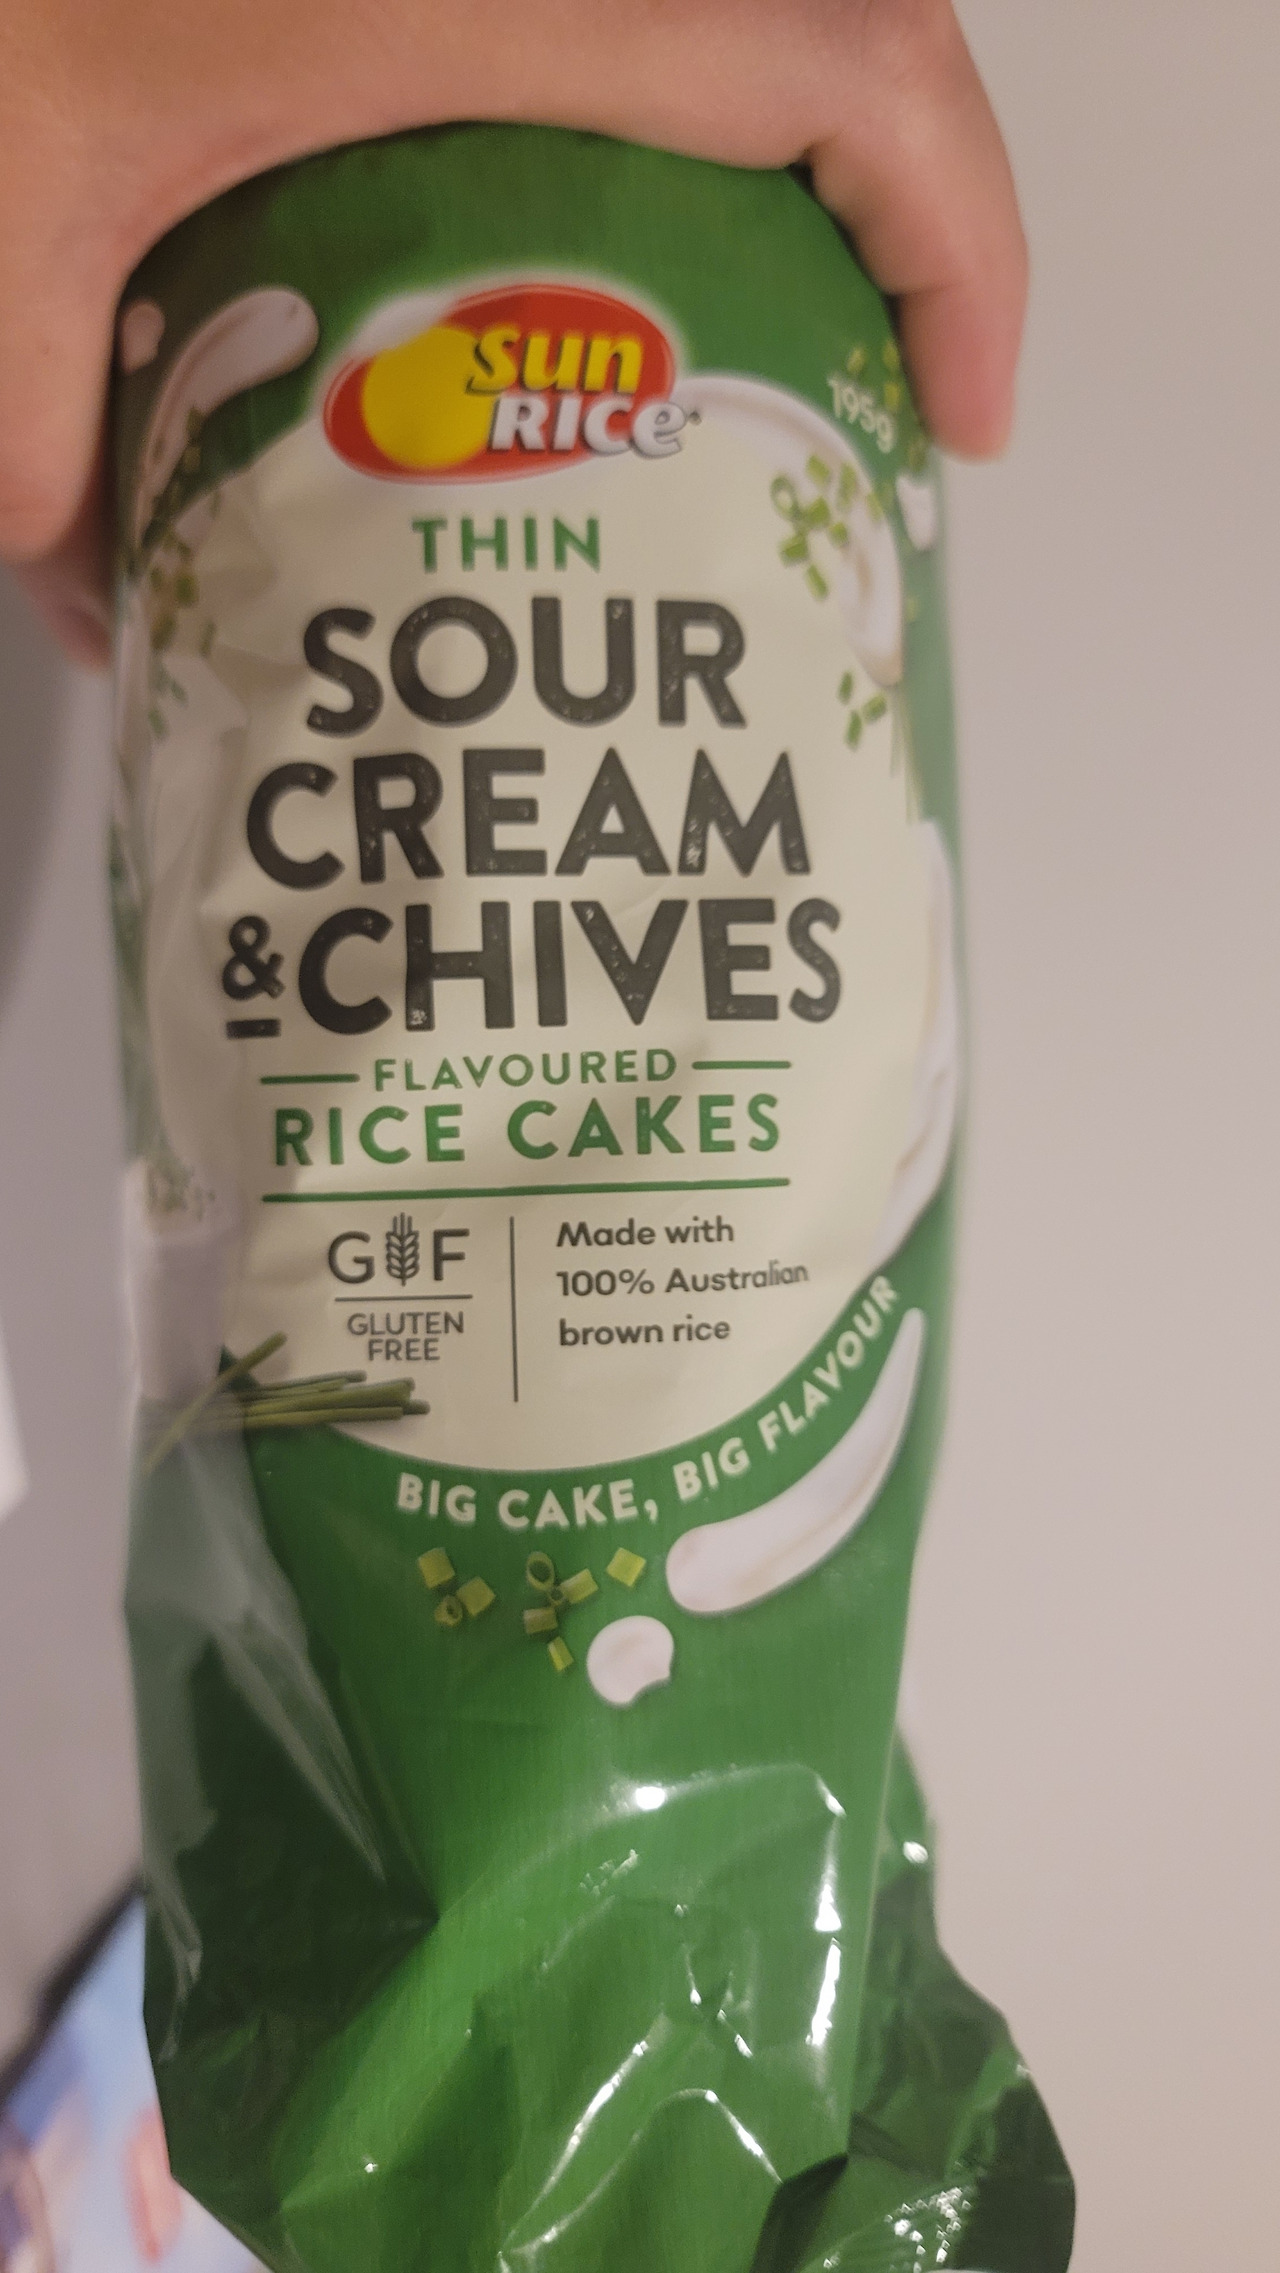 sun
RICe
195g
THIN
SOUR
CREAM
& CHIVES
FLAVOURED
RICE CAKES
G F
GLUTEN
FREE
Made with
100% Australian
brown rice
BIG CAKE, BIG FLAVOUR